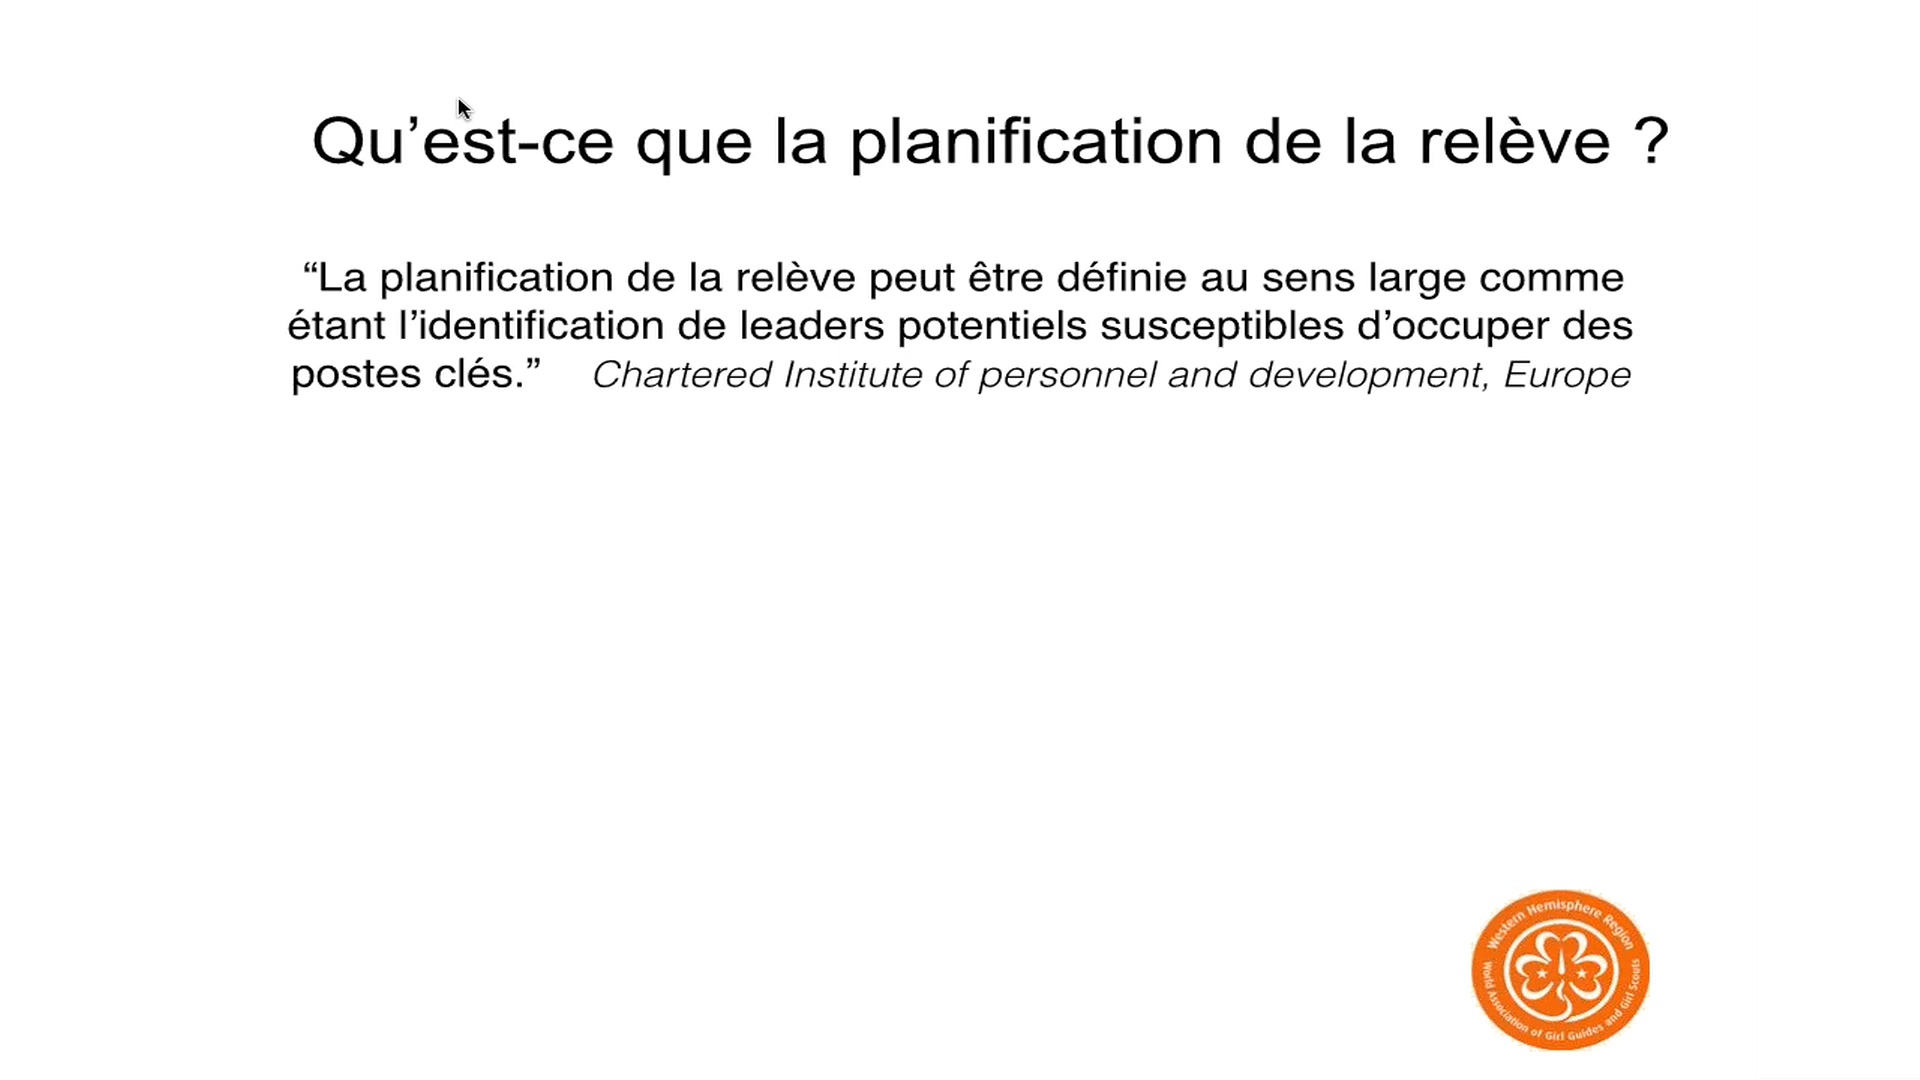 Qu’est-ce que la planification de la relève ?
“La planification de la relève peut être définie au sens large comme
étant l’identification de leaders potentiels susceptibles d’occuper des
postes clés.” Chartered Institute of personnel and development, Europe
Western Hemisphere Region
World Association of Girl Guides and Girl Scouts